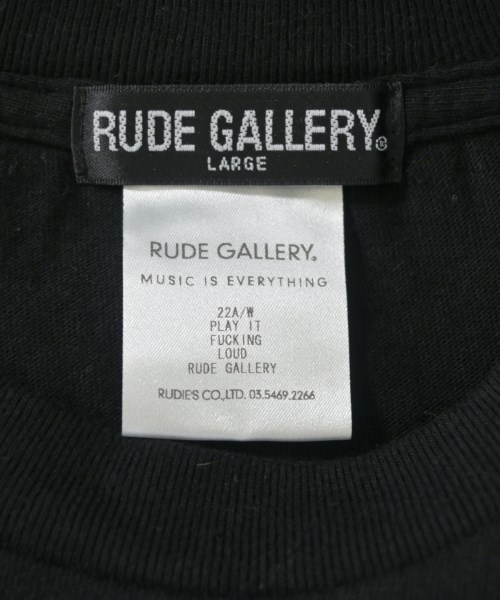 RUDE GALLERY®
LARGE
RUDE GALLERY®
MUSIC IS EVERYTHING
22A/W
PLAY IT
FUCKING
LOUD
RUDE GALLERY
RUDIE'S CO.,LTD. 03.5469.2266